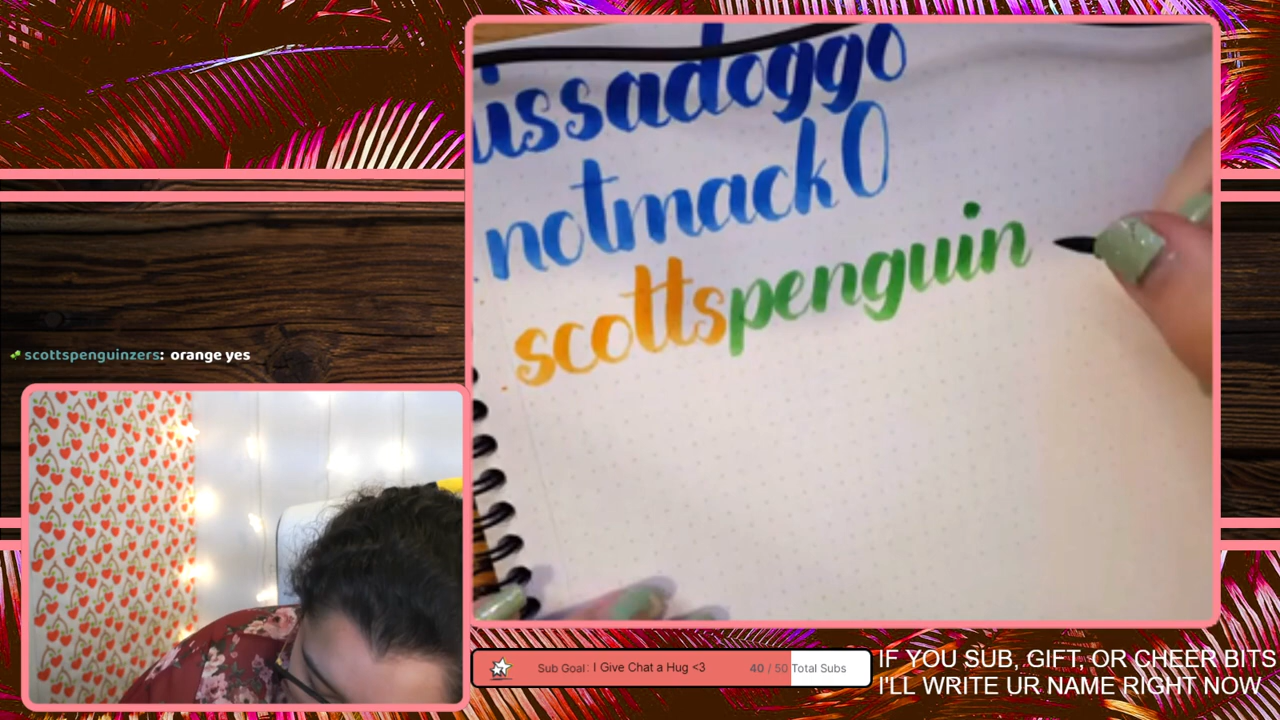 issadoggo
notmack0
scottspenguin
scottspenguinzers: orange yes
Sub Goal: I Give Chat a Hug <3 40 / 50 Total Subs
IF YOU SUB, GIFT, OR CHEER BITS
I'LL WRITE UR NAME RIGHT NOW